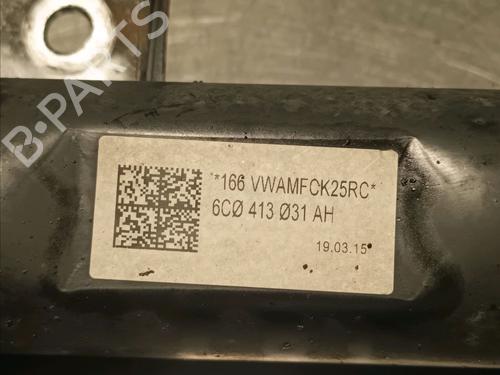 B-PARTS
*166 VWAMFCK25RC*
6CØ 413 Ø31 AH
19.03.15